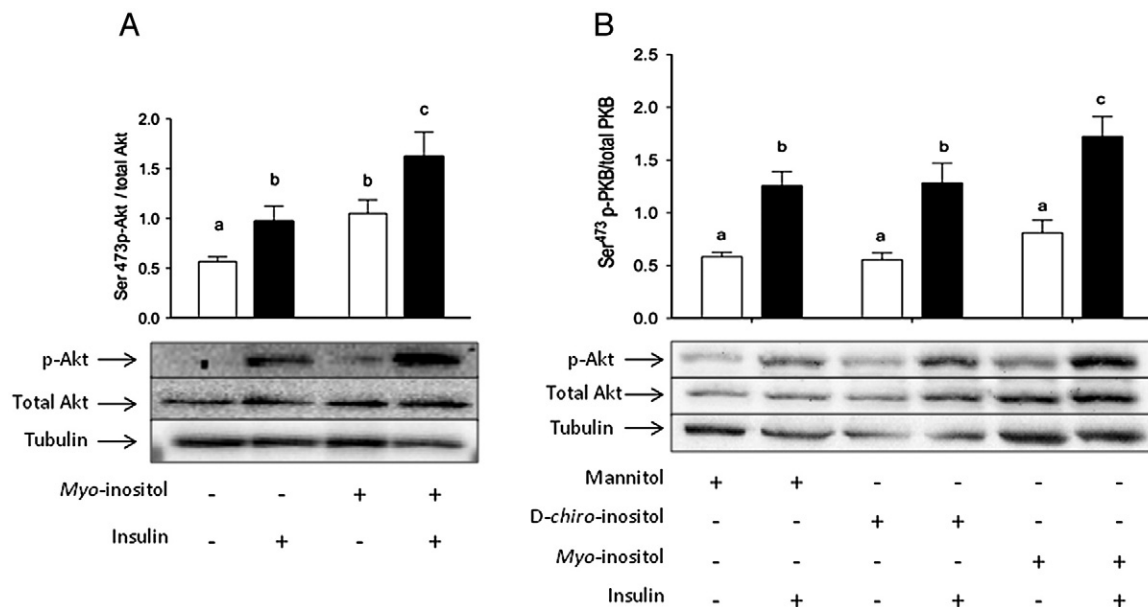 A
B
2.5
2.0
1.5
1.0
0.5
0.0
Ser 473p-Akt / total Akt
a
b
b
c
2.0
1.5
1.0
0.5
0.0
Ser473 p-PKB/total PKB
a
b
a
b
a
c
p-Akt
Total Akt
Tubulin
Myo-inositol - - + +
Insulin - + - +
p-Akt
Total Akt
Tubulin
Mannitol + + - - - -
D-chiro-inositol - - + + - -
Myo-inositol - - - - + +
Insulin - + - + - +